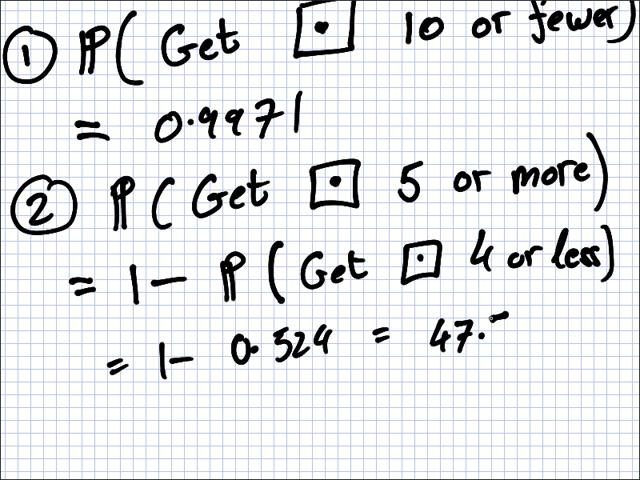 ① ℙ( Get ⚀ 10 or fewer)
= 0.9971
② ℙ( Get ⚀ 5 or more)
= 1 - ℙ( Get ⚀ 4 or less)
= 1 - 0.524 = 47.